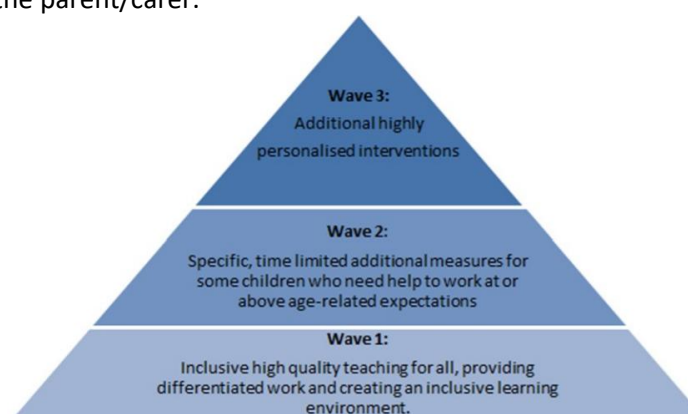 the parent/carer.
Wave 3:
Additional highly
personalised interventions
Wave 2:
Specific, time limited additional measures for
some children who need help to work at or
above age-related expectations
Wave 1:
Inclusive high quality teaching for all, providing
differentiated work and creating an inclusive learning
environment.